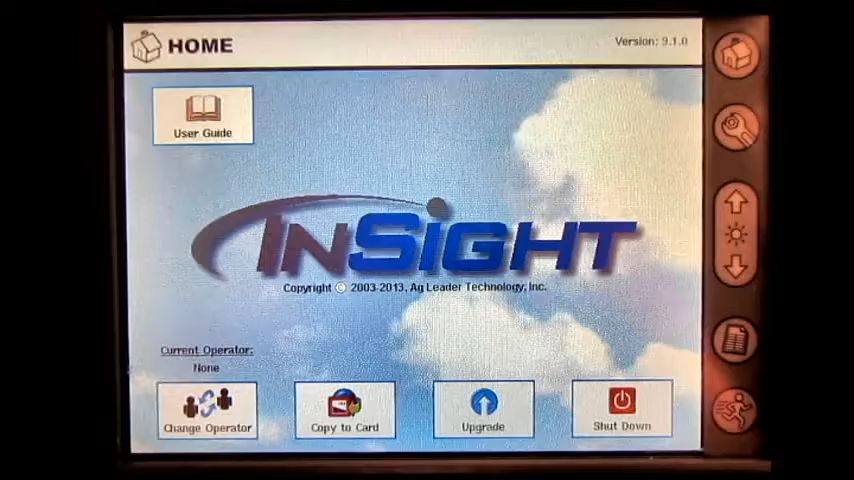 HOME
Version: 9.1.0
User Guide
INSIGHT
Copyright © 2003-2013, Ag Leader Technology, Inc.
Current Operator:
None
Change Operator
Copy to Card
Upgrade
Shut Down